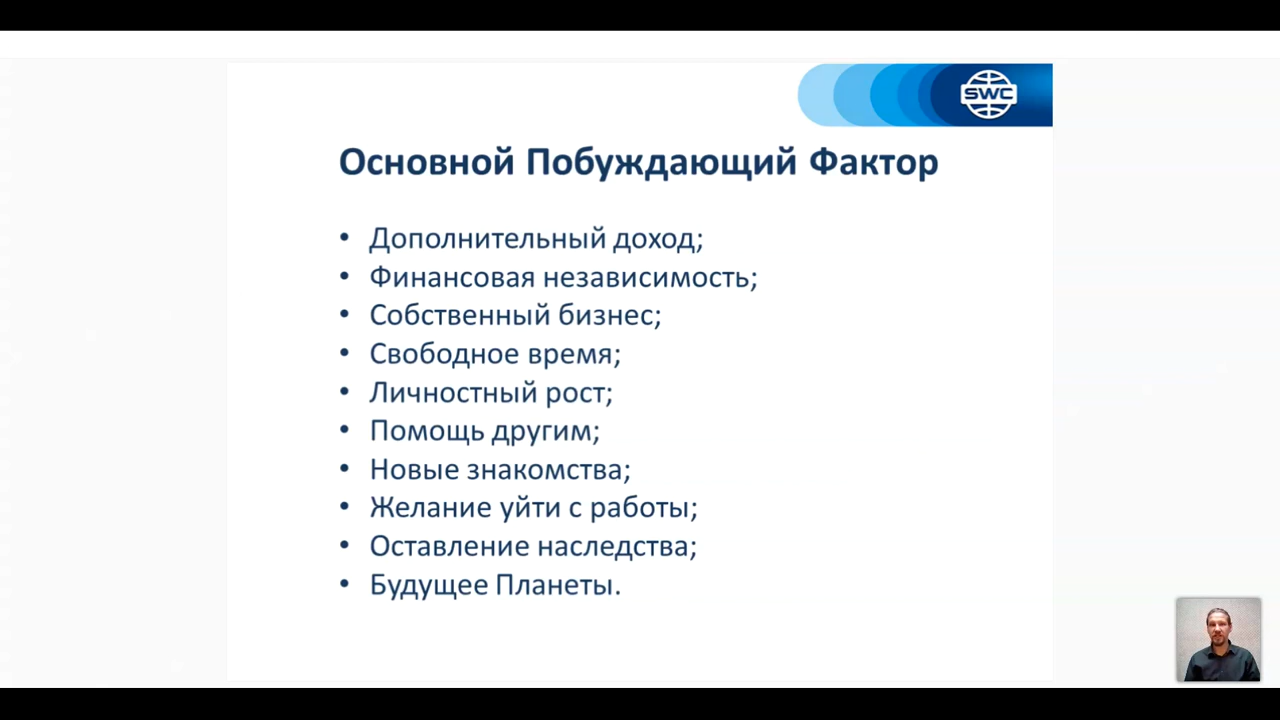 SWC
Основной Побуждающий Фактор
• Дополнительный доход;
• Финансовая независимость;
• Собственный бизнес;
• Свободное время;
• Личностный рост;
• Помощь другим;
• Новые знакомства;
• Желание уйти с работы;
• Оставление наследства;
• Будущее Планеты.